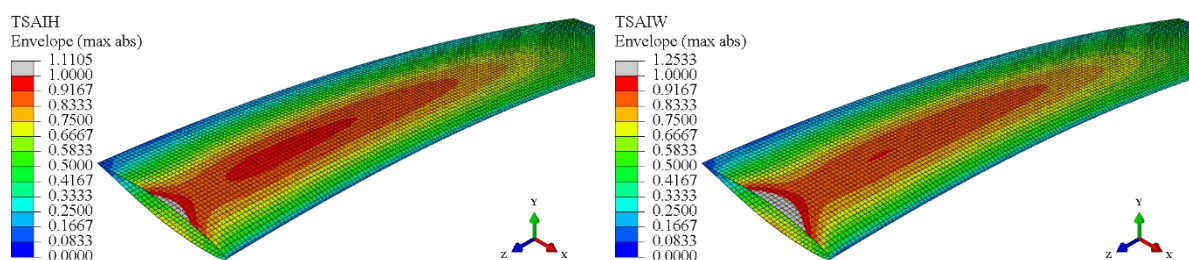 TSAIH
Envelope (max abs)
1.1105
1.0000
0.9167
0.8333
0.7500
0.6667
0.5833
0.5000
0.4167
0.3333
0.2500
0.1667
0.0833
0.0000
Y
Z
X
TSAIW
Envelope (max abs)
1.2533
1.0000
0.9167
0.8333
0.7500
0.6667
0.5833
0.5000
0.4167
0.3333
0.2500
0.1667
0.0833
0.0000
Y
Z
X